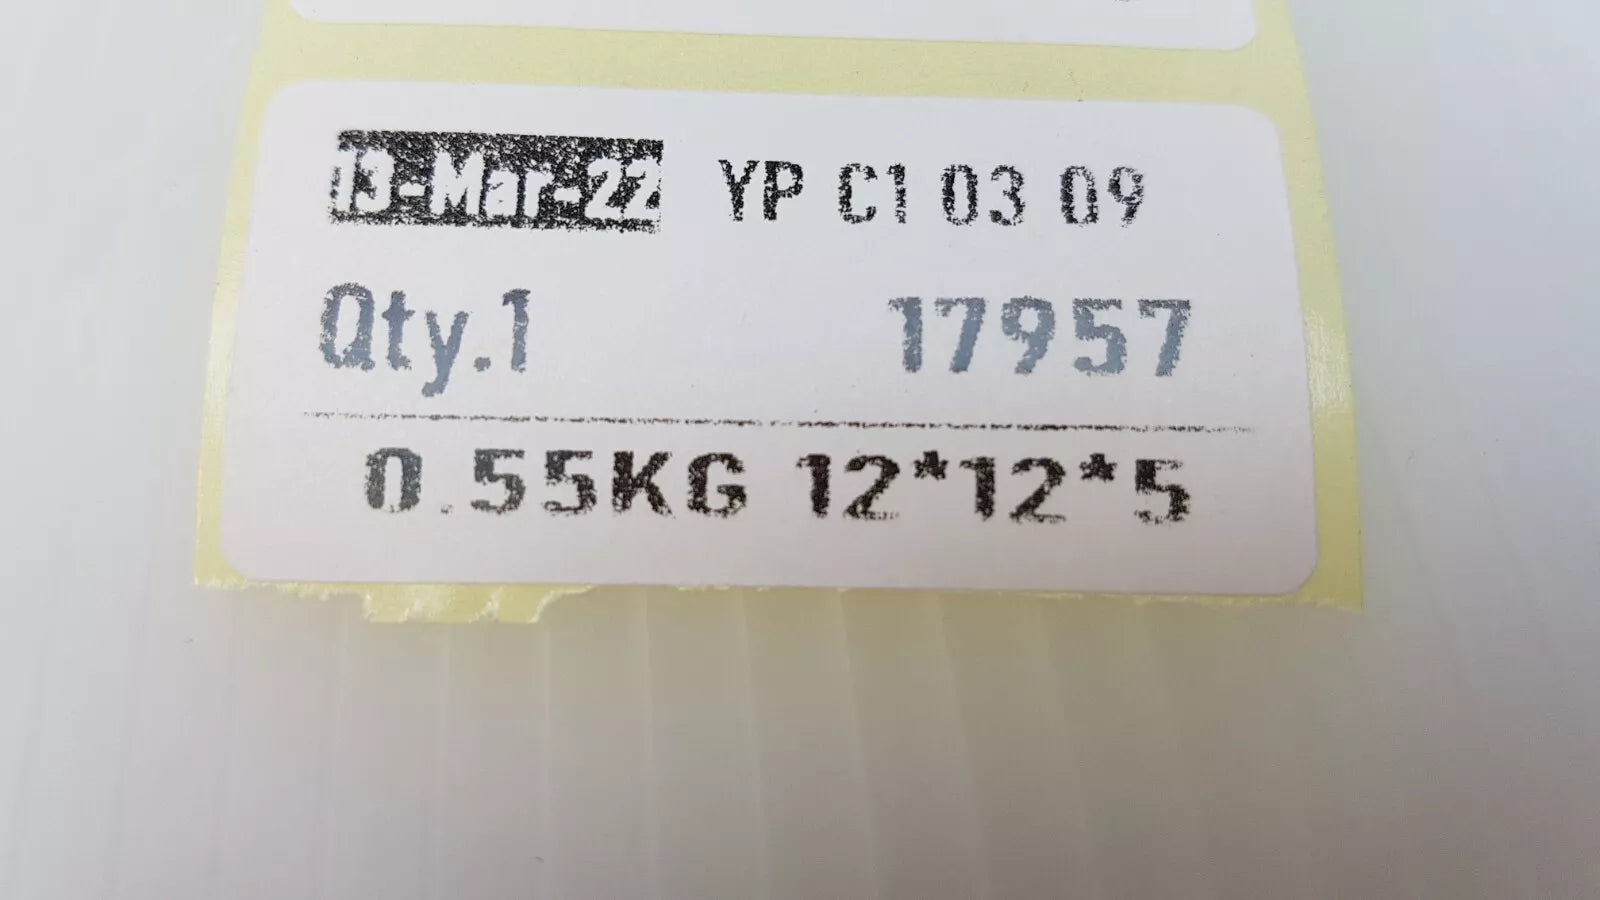 13-Mar-22 YP C1 03 09
Qty.1 17957
0.55KG 12*12*5